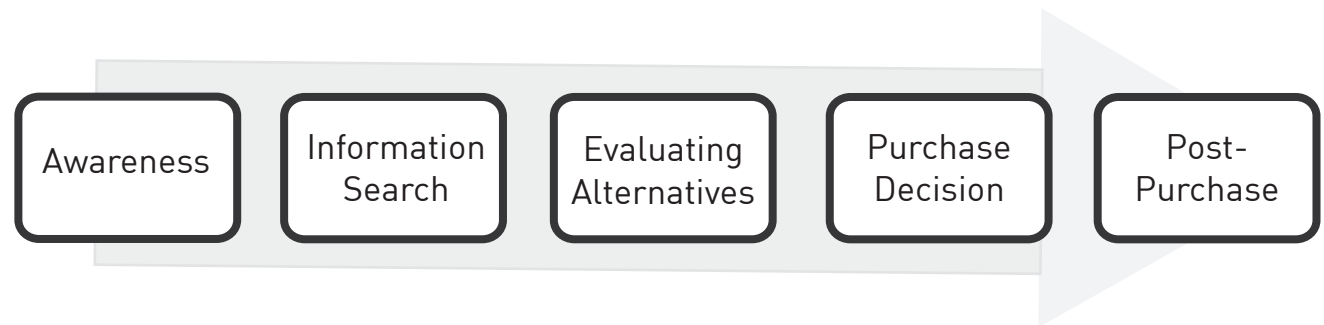 Awareness
Information
Search
Evaluating
Alternatives
Purchase
Decision
Post-
Purchase